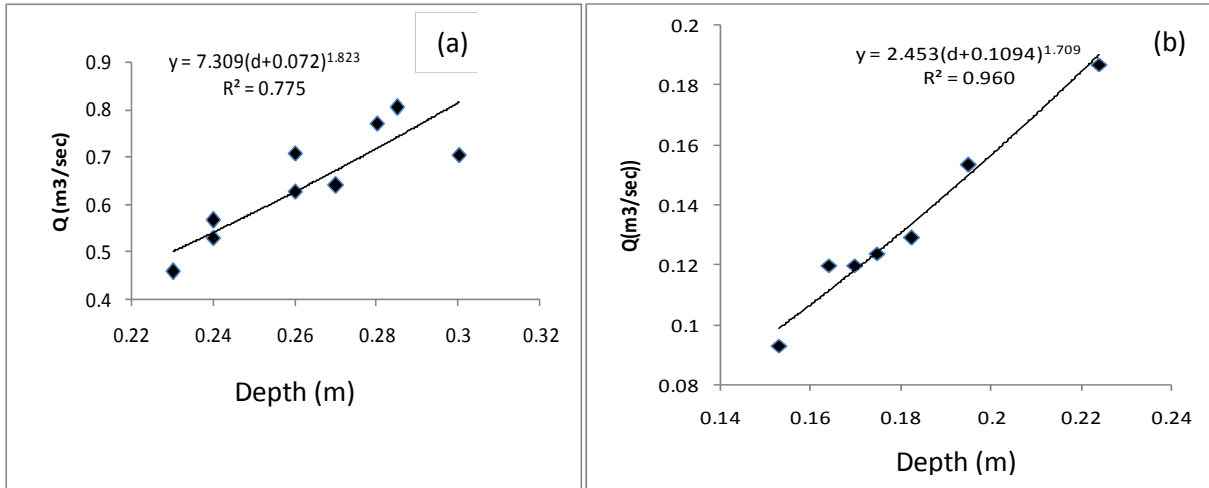 (a)
y = 7.309(d+0.072)^1.823
R² = 0.775
0.9
0.8
0.7
0.6
0.5
0.4
Q (m3/sec)
0.22 0.24 0.26 0.28 0.3 0.32
Depth (m)
(b)
y = 2.453(d+0.1094)^1.709
R² = 0.960
0.2
0.18
0.16
0.14
0.12
0.1
0.08
Q(m3/sec))
0.14 0.16 0.18 0.2 0.22 0.24
Depth (m)